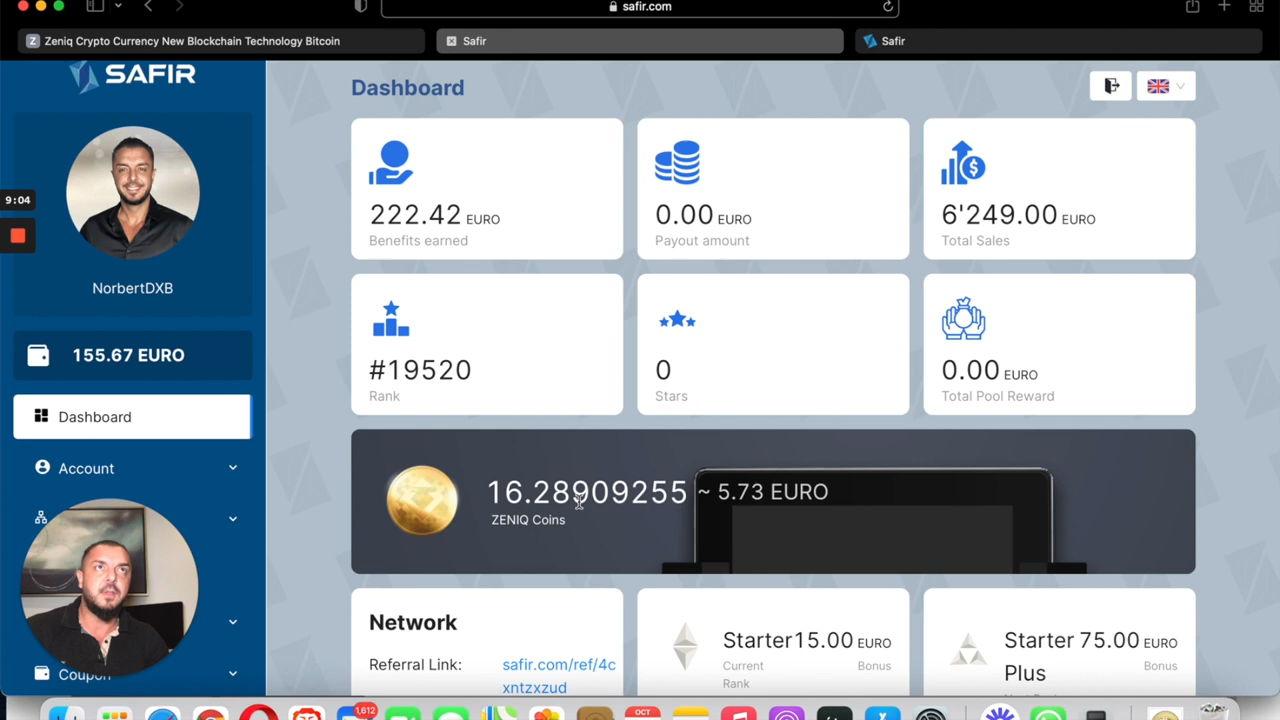 safir.com
Zeniq Crypto Currency New Blockchain Technology Bitcoin
Safir
Safir
SAFIR
Dashboard
9:04
NorbertDXB
155.67 EURO
Dashboard
Account
Coupon
222.42 EURO
Benefits earned
0.00 EURO
Payout amount
6'249.00 EURO
Total Sales
#19520
Rank
0
Stars
0.00 EURO
Total Pool Reward
16.28909255 ~ 5.73 EURO
ZENIQ Coins
Network
Referral Link: safir.com/ref/4c
xntzxzud
Starter 15.00 EURO
Current Bonus
Rank
Starter 75.00 EURO
Plus Bonus
1,612
OCT